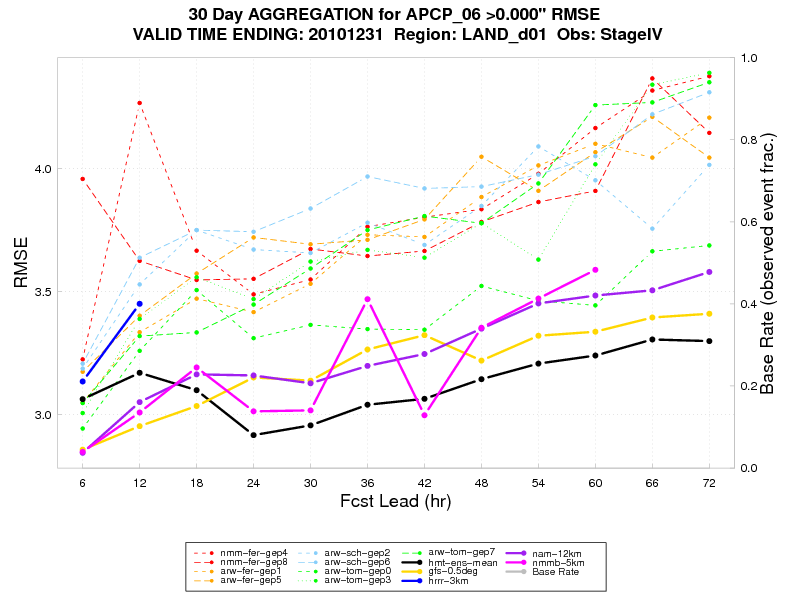 30 Day AGGREGATION for APCP_06 >0.000" RMSE
VALID TIME ENDING: 20101231 Region: LAND_d01 Obs: StageIV
1.0
0.8
0.6
0.4
0.2
0.0
4.0
3.5
3.0
RMSE
Base Rate (observed event frac.)
6 12 18 24 30 36 42 48 54 60 66 72
Fcst Lead (hr)
nmm-fer-gep4 arw-sch-gep2 arw-tom-gep7 nam-12km
nmm-fer-gep8 arw-sch-gep6 hmt-ens-mean nmmb-5km
arw-fer-gep1 arw-tom-gep0 gfs-0.5deg Base Rate
arw-fer-gep5 arw-tom-gep3 hrrr-3km